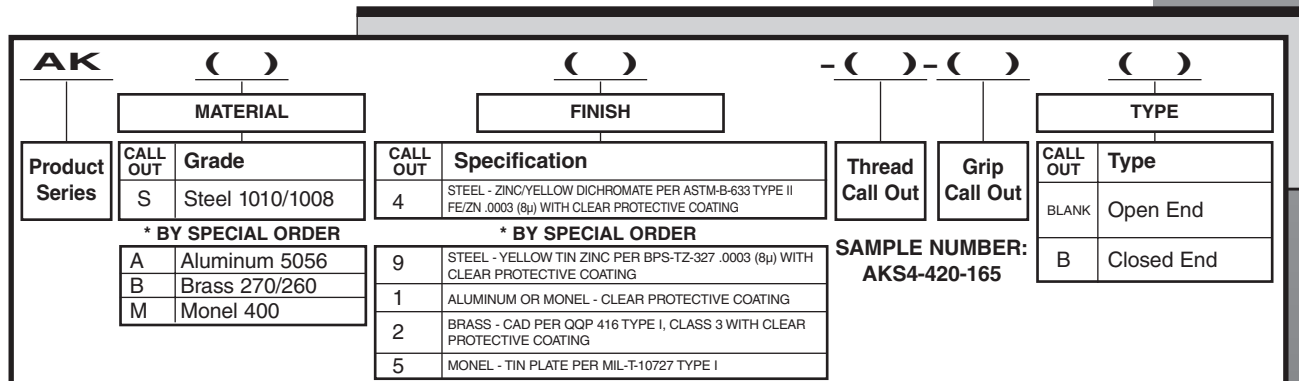 AK ( ) ( ) – ( ) – ( ) ( )
MATERIAL
FINISH
TYPE
Product
Series
CALL
OUT
Grade
S Steel 1010/1008
* BY SPECIAL ORDER
A Aluminum 5056
B Brass 270/260
M Monel 400
CALL
OUT
Specification
4
STEEL - ZINC/YELLOW DICHROMATE PER ASTM-B-633 TYPE II
FE/ZN .0003 (8µ) WITH CLEAR PROTECTIVE COATING
* BY SPECIAL ORDER
9
STEEL - YELLOW TIN ZINC PER BPS-TZ-327 .0003 (8µ) WITH
CLEAR PROTECTIVE COATING
1 ALUMINUM OR MONEL - CLEAR PROTECTIVE COATING
2
BRASS - CAD PER QQP 416 TYPE I, CLASS 3 WITH CLEAR
PROTECTIVE COATING
5 MONEL - TIN PLATE PER MIL-T-10727 TYPE I
Thread
Call Out
Grip
Call Out
SAMPLE NUMBER:
AKS4-420-165
CALL
OUT
Type
BLANK Open End
B Closed End